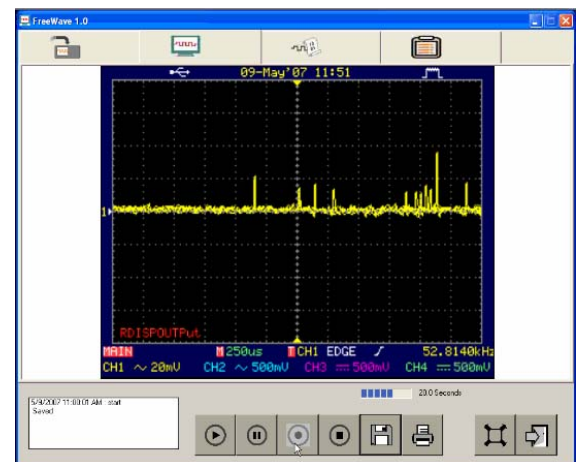 FreeWave 1.0
09-May'07 11:51
1
RDISPOUTPut
MAIN M 250us T CH1 EDGE 52.8140kHz
CH1 ~ 20mV CH2 ~ 500mV CH3 500mV CH4 500mV
20.0 Seconds
5/9/2007 11:00:01 AM start
Saved